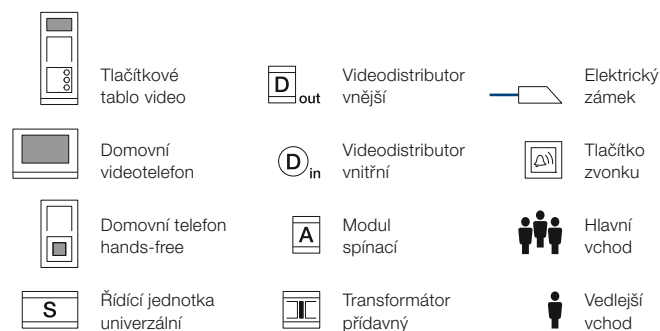 Tlačítkové
tablo video
D out
Videodistributor
vnější
Elektrický
zámek
Domovní
videotelefon
D in
Videodistributor
vnitřní
Tlačítko
zvonku
Domovní telefon
hands-free
A
Modul
spínací
Hlavní
vchod
S
Řídící jednotka
univerzální
Transformátor
přídavný
Vedlejší
vchod